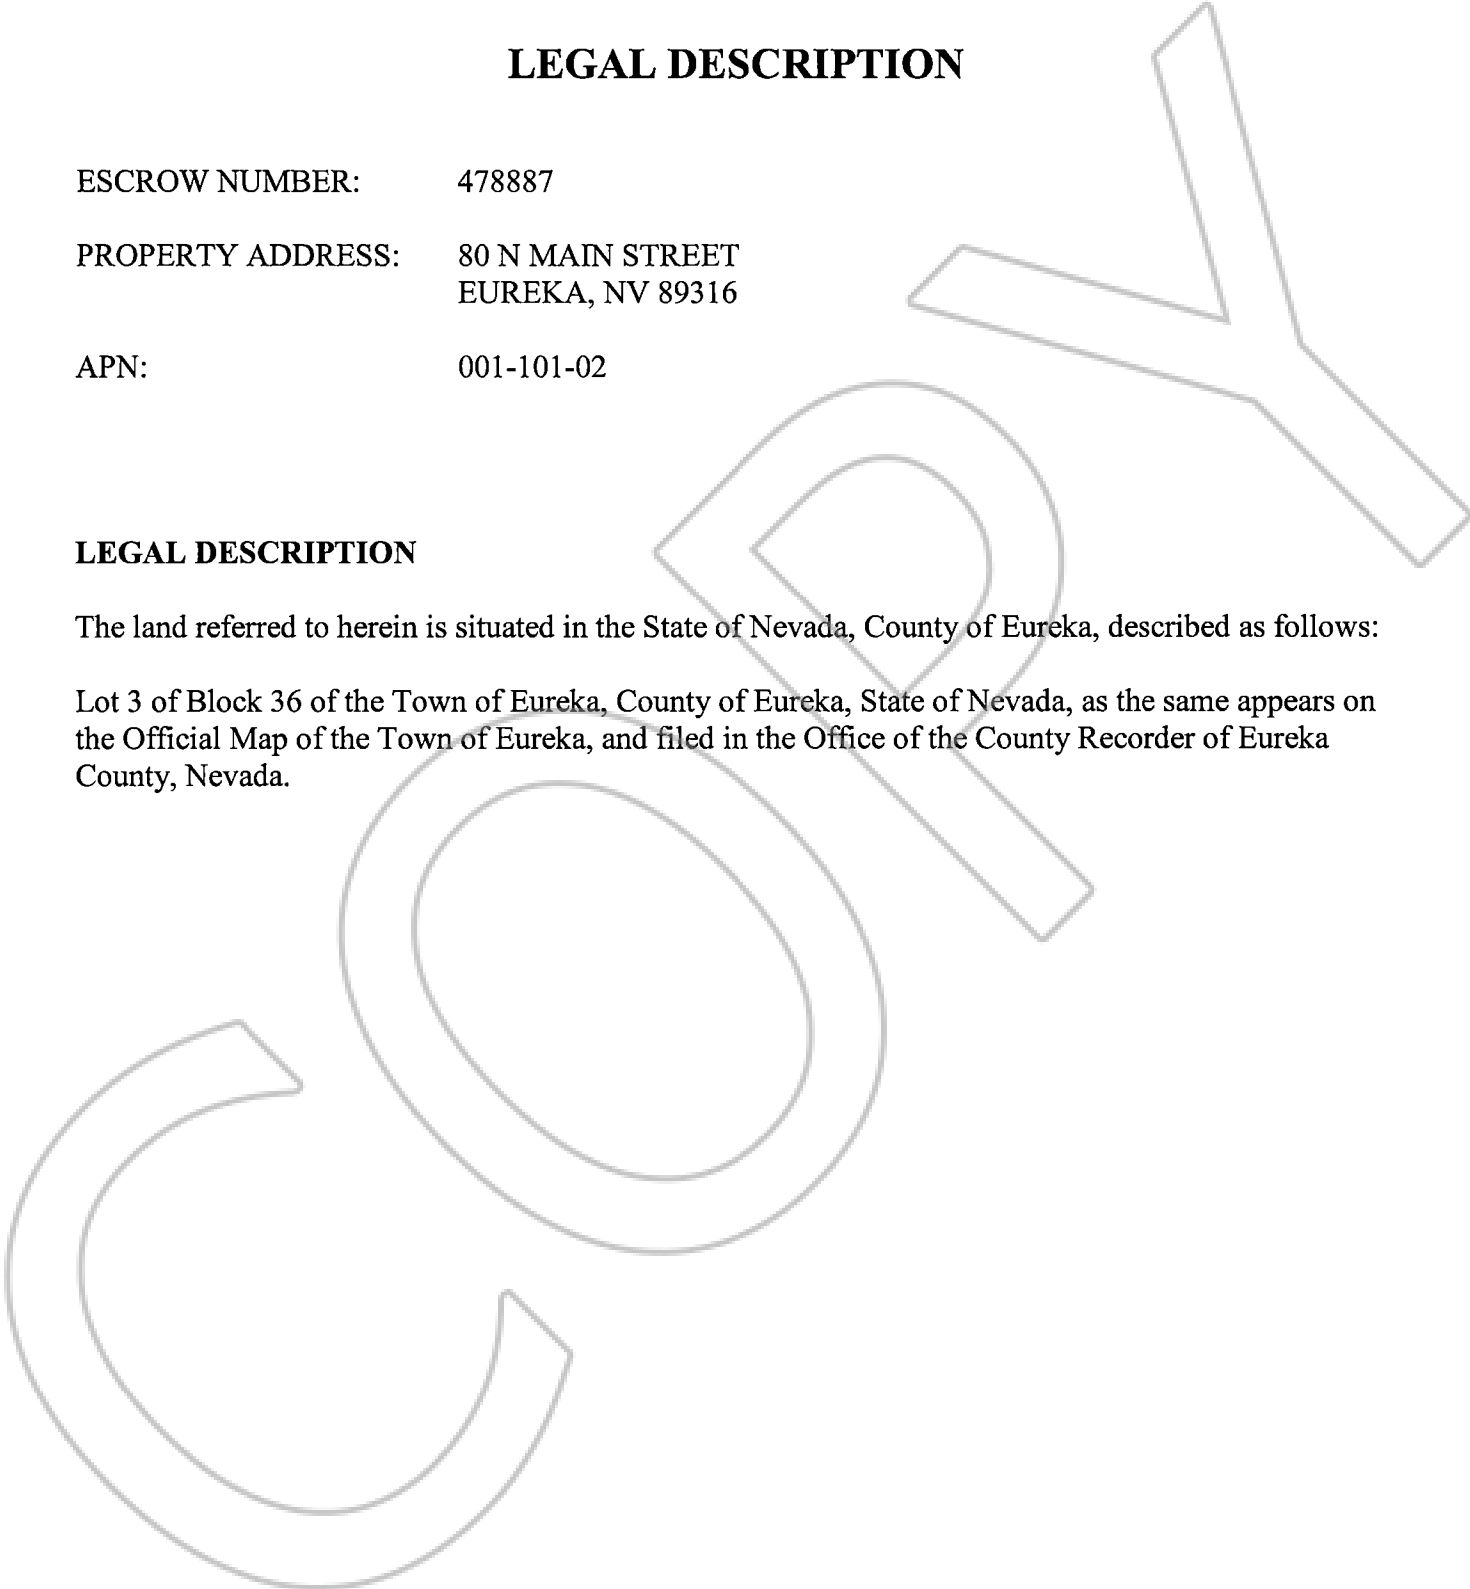 LEGAL DESCRIPTION
ESCROW NUMBER: 478887
PROPERTY ADDRESS: 80 N MAIN STREET
EUREKA, NV 89316
APN: 001-101-02
LEGAL DESCRIPTION
The land referred to herein is situated in the State of Nevada, County of Eureka, described as follows:
Lot 3 of Block 36 of the Town of Eureka, County of Eureka, State of Nevada, as the same appears on
the Official Map of the Town of Eureka, and filed in the Office of the County Recorder of Eureka
County, Nevada.
COPY